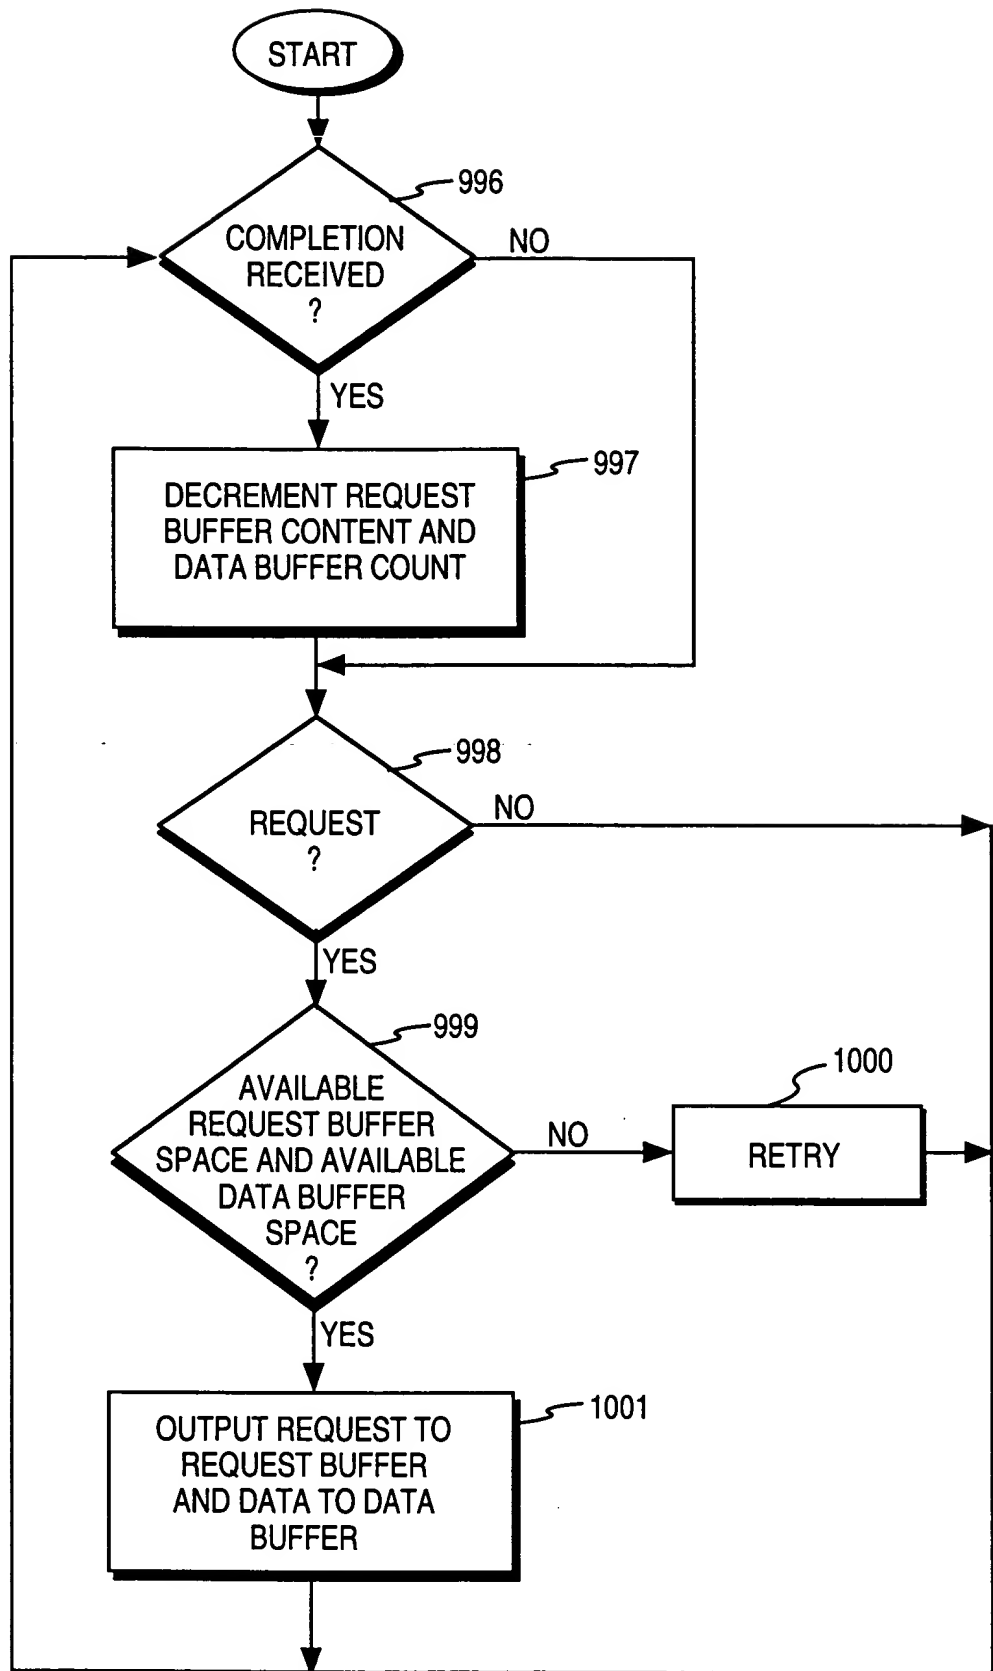 START
996
COMPLETION
RECEIVED
?
NO
YES
997
DECREMENT REQUEST
BUFFER CONTENT AND
DATA BUFFER COUNT
998
REQUEST
?
NO
YES
999
AVAILABLE
REQUEST BUFFER
SPACE AND AVAILABLE
DATA BUFFER
SPACE
?
NO
1000
RETRY
YES
1001
OUTPUT REQUEST TO
REQUEST BUFFER
AND DATA TO DATA
BUFFER